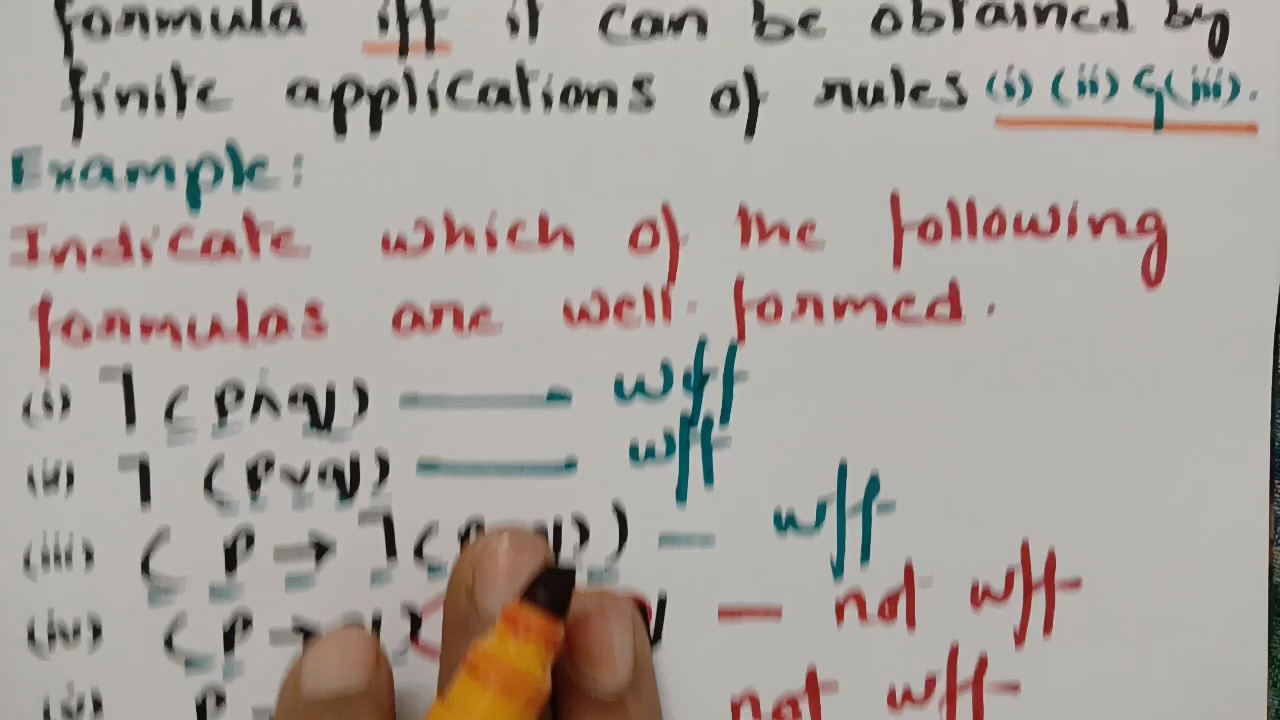 formula iff it can be obtained by
finite applications of rules (i) (ii) & (iii).
Example:
Indicate which of the following
formulas are well-formed.
(i) ⌉ (P∧q) — wff
(ii) ⌉ (P∨q) — wff
(iii) ( P → ⌉ ( ) ) — wff
(iv) ( P → — not wff
(v) P not wff